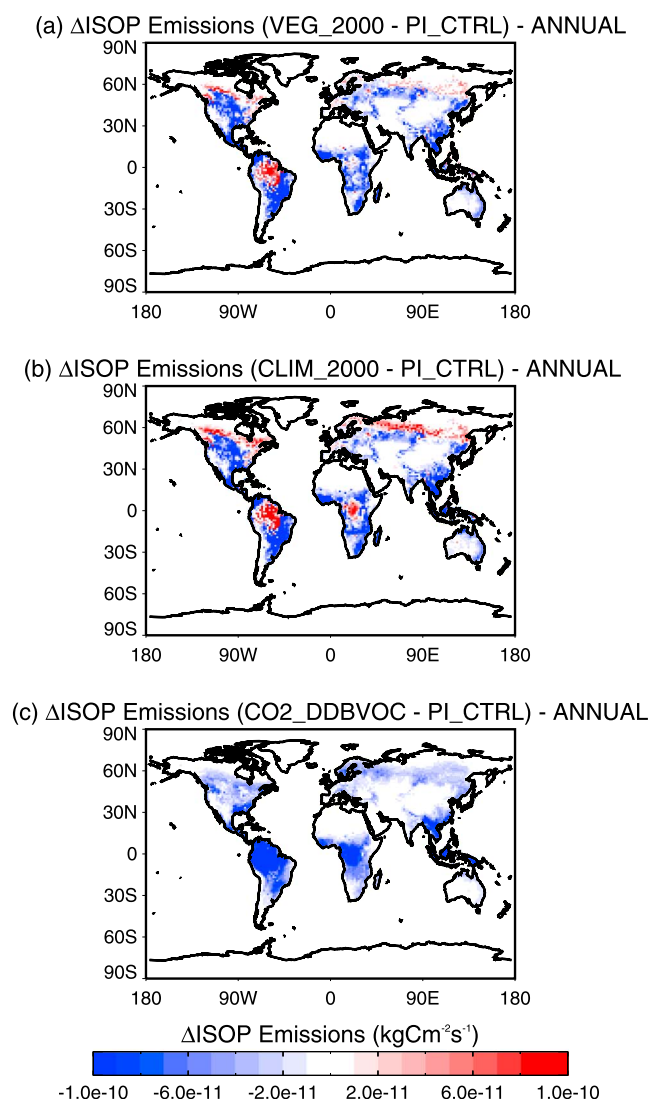 (a) ΔISOP Emissions (VEG_2000 - PI_CTRL) - ANNUAL
90N
60N
30N
0
30S
60S
90S
180 90W 0 90E 180
(b) ΔISOP Emissions (CLIM_2000 - PI_CTRL) - ANNUAL
90N
60N
30N
0
30S
60S
90S
180 90W 0 90E 180
(c) ΔISOP Emissions (CO2_DDBVOC - PI_CTRL) - ANNUAL
90N
60N
30N
0
30S
60S
90S
180 90W 0 90E 180
ΔISOP Emissions (kgCm⁻²s⁻¹)
-1.0e-10 -6.0e-11 -2.0e-11 2.0e-11 6.0e-11 1.0e-10